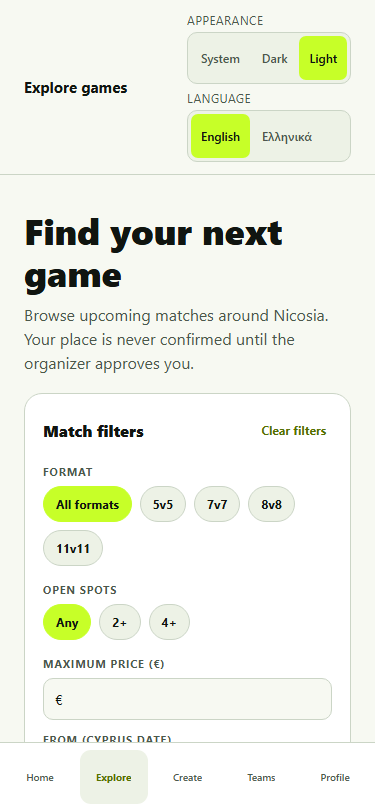 APPEARANCE
System Dark Light
Explore games
LANGUAGE
English Ελληνικά
Find your next
game
Browse upcoming matches around Nicosia.
Your place is never confirmed until the
organizer approves you.
Match filters Clear filters
FORMAT
All formats 5v5 7v7 8v8
11v11
OPEN SPOTS
Any 2+ 4+
MAXIMUM PRICE (€)
€
FROM (CYPRUS DATE)
Home Explore Create Teams Profile